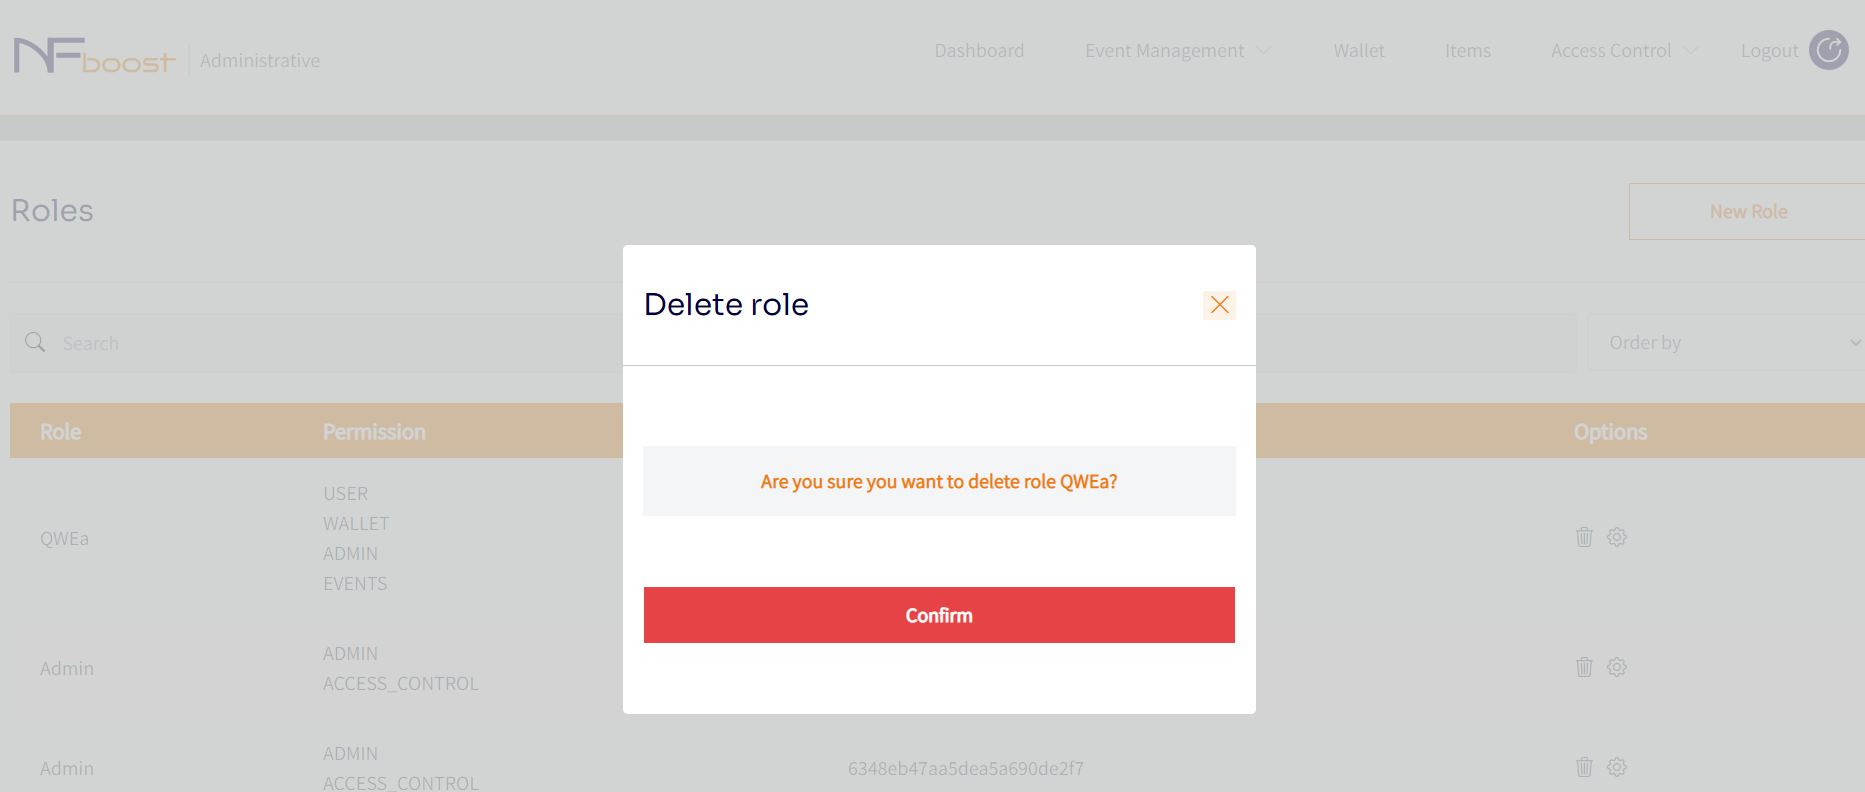 NFboost Administrative Dashboard Event Management Wallet Items Access Control Logout
Roles New Role
Delete role
Search Order by
Role Permission Options
Are you sure you want to delete role QWEa?
USER
WALLET
QWEa
ADMIN
EVENTS
Confirm
ADMIN
Admin
ACCESS_CONTROL
ADMIN
Admin 6348eb47aa5dea5a690de2f7
ACCESS_CONTROL